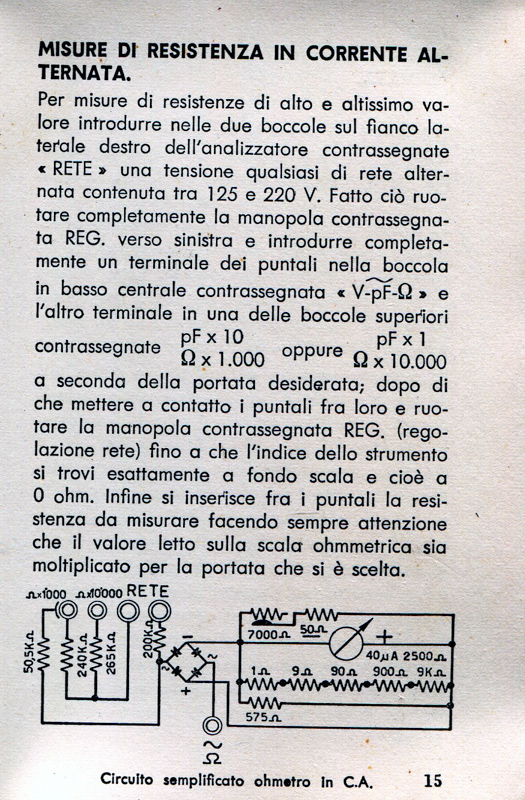 MISURE DI RESISTENZA IN CORRENTE AL-
TERNATA.
Per misure di resistenze di alto e altissimo va-
lore introdurre nelle due boccole sul fianco la-
terale destro dell'analizzatore contrassegnate
« RETE » una tensione qualsiasi di rete alter-
nata contenuta tra 125 e 220 V. Fatto ciò ruo-
tare completamente la manopola contrassegna-
ta REG. verso sinistra e introdurre completa-
mente un terminale dei puntali nella boccola
in basso centrale contrassegnata « V-pF-Ω » e
l'altro terminale in una delle boccole superiori
contrassegnate pF x 10 oppure pF x 1
Ω x 1.000 Ω x 10.000
a seconda della portata desiderata; dopo di
che mettere a contatto i puntali fra loro e ruo-
tare la manopola contrassegnata REG. (rego-
lazione rete) fino a che l'indice dello strumento
si trovi esattamente a fondo scala e cioè a
0 ohm. Infine si inserisce fra i puntali la resi-
stenza da misurare facendo sempre attenzione
che il valore letto sulla scala ohmmetrica sia
moltiplicato per la portata che si è scelta.
Ωx1000 Ωx10'000 RETE
50,5KΩ 240KΩ 265KΩ 200KΩ
7000Ω 50Ω
40µA 2500Ω
1Ω 9Ω 90Ω 900Ω 9KΩ
575Ω
- + ~ ~ +
~
Ω
Circuito semplificato ohmetro in C.A. 15